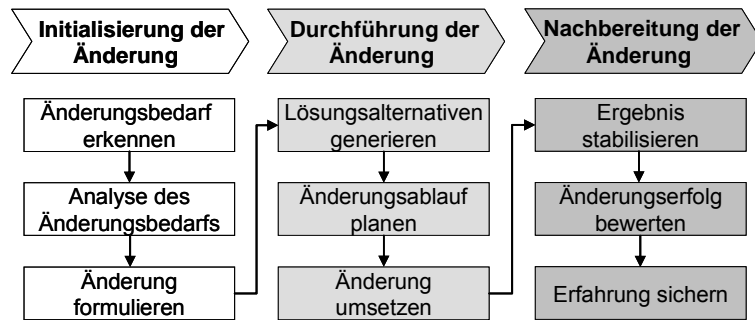 Initialisierung der
Änderung
Durchführung der
Änderung
Nachbereitung der
Änderung
Änderungsbedarf
erkennen
Analyse des
Änderungsbedarfs
Änderung
formulieren
Lösungsalternativen
generieren
Änderungsablauf
planen
Änderung
umsetzen
Ergebnis
stabilisieren
Änderungserfolg
bewerten
Erfahrung sichern